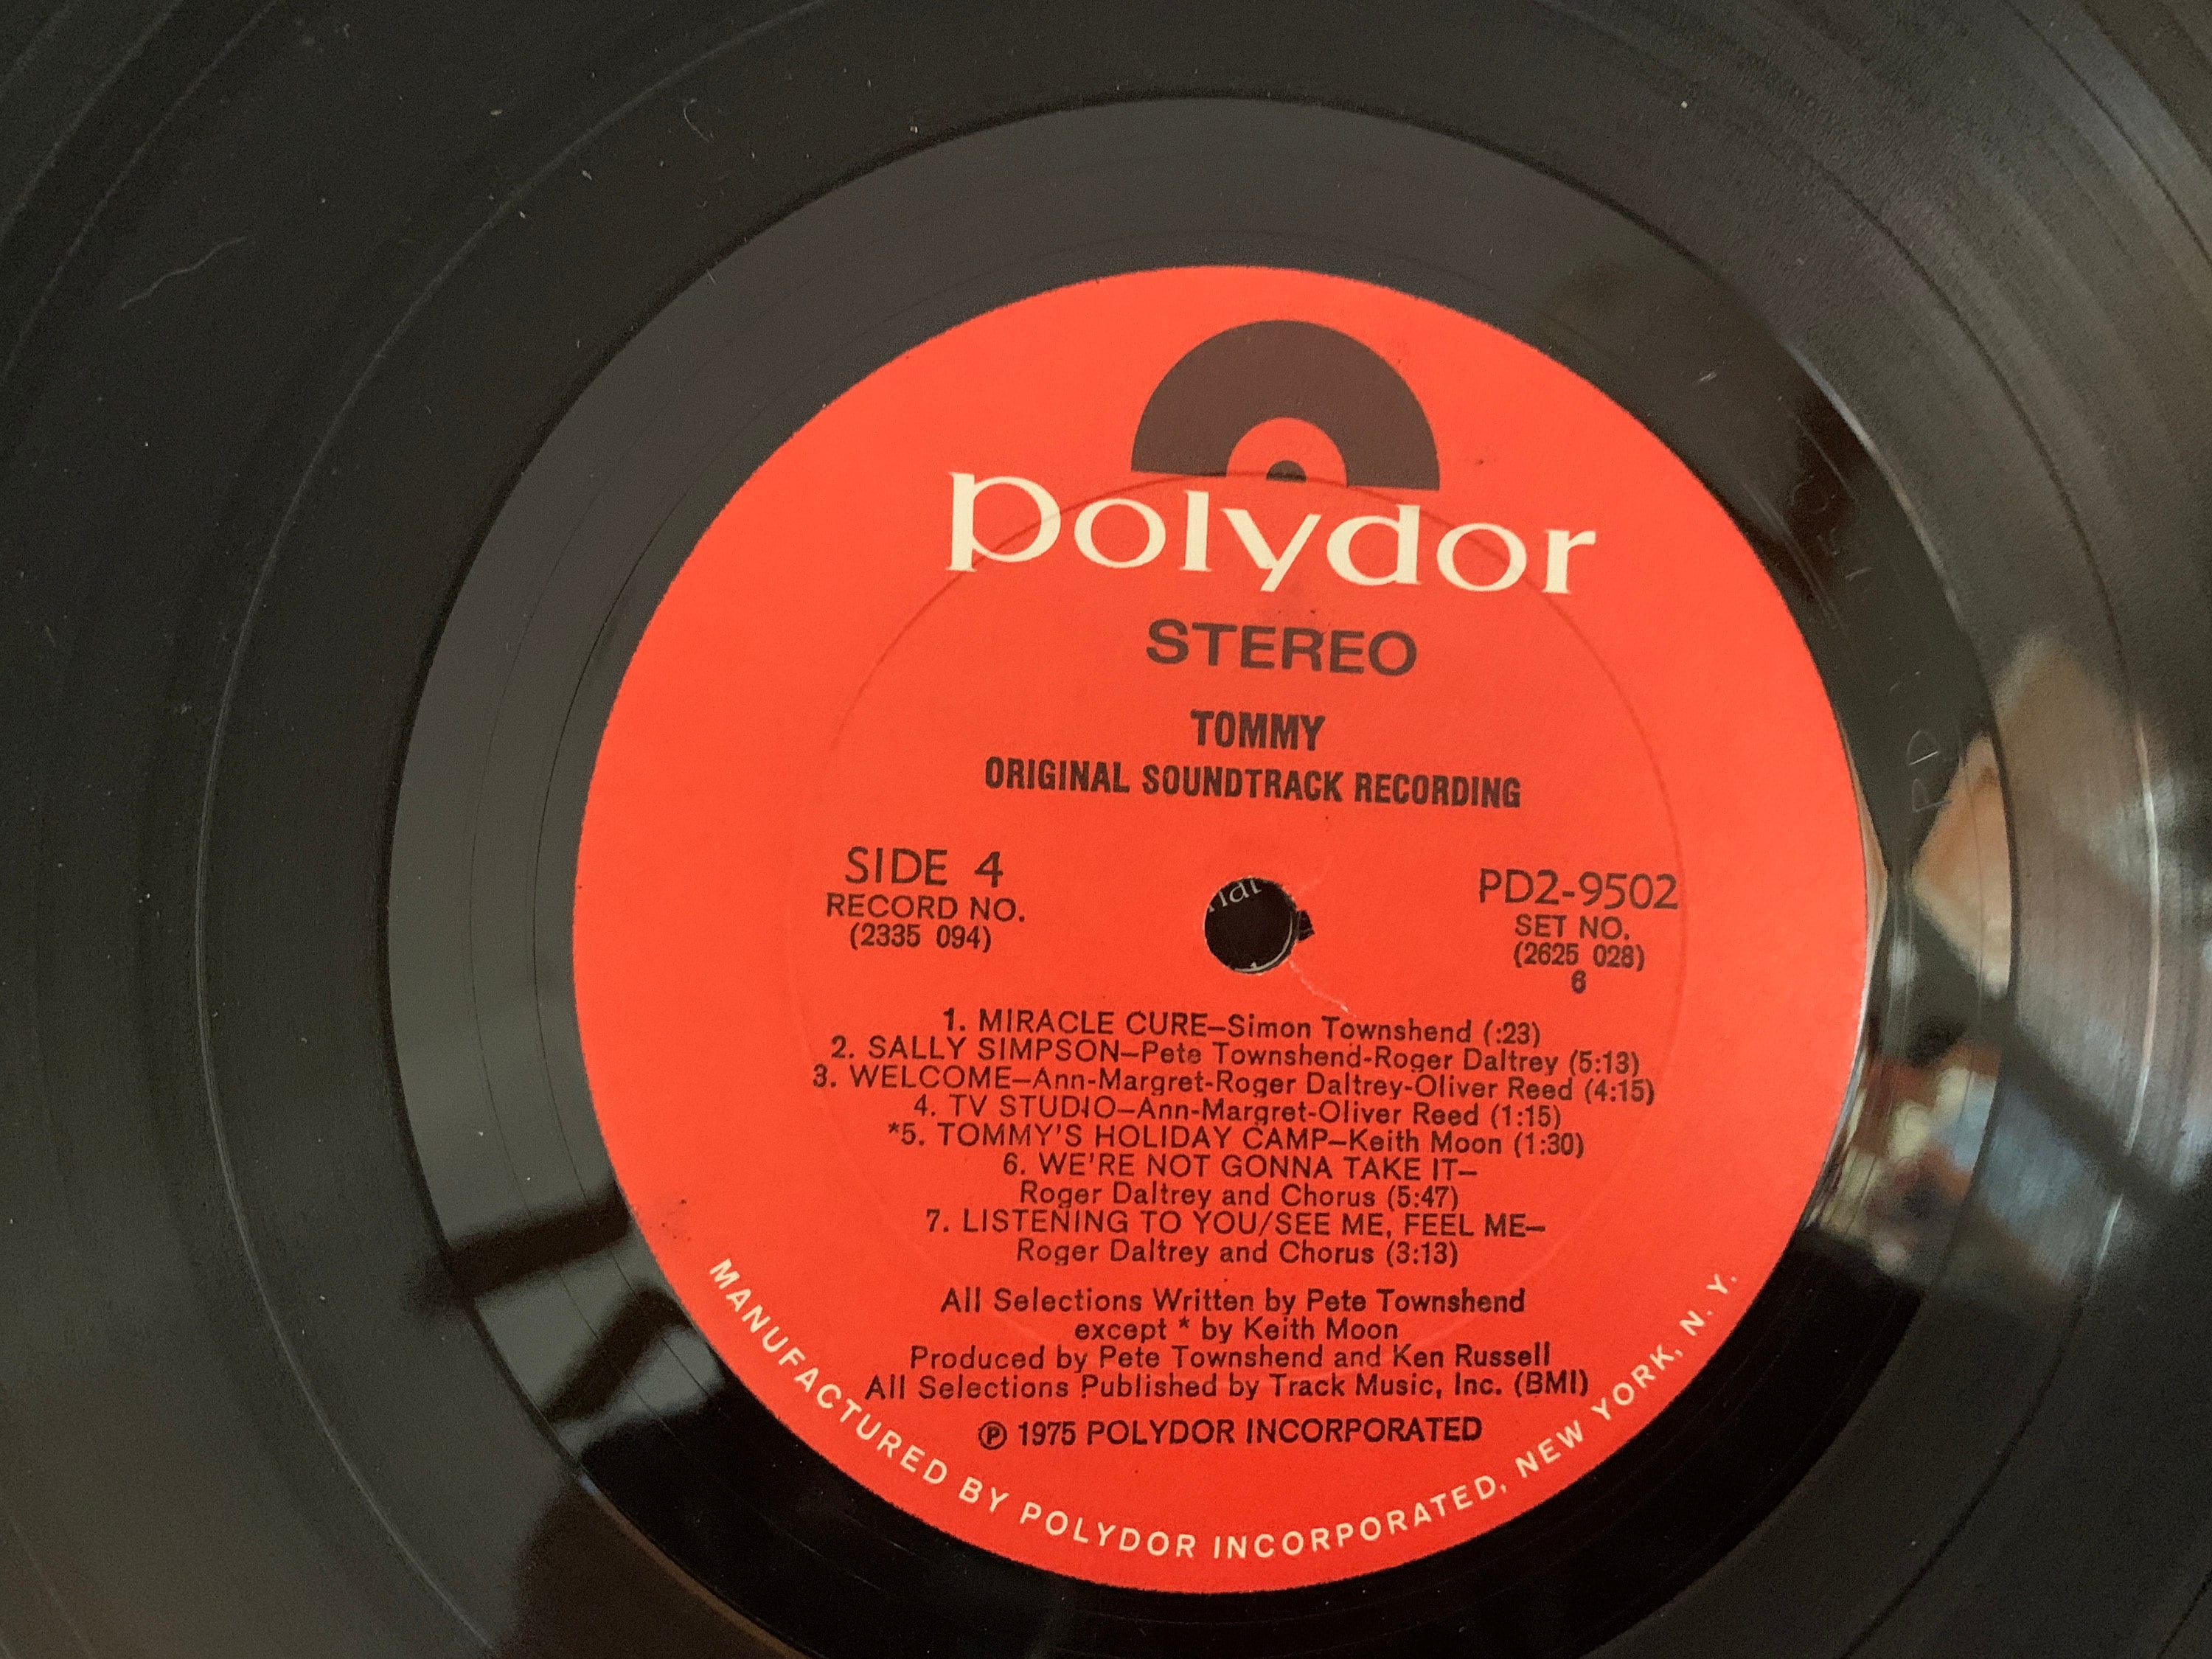 polydor
STEREO
TOMMY
ORIGINAL SOUNDTRACK RECORDING
SIDE 4
RECORD NO.
(2335 094)
PD2-9502
SET NO.
(2625 028)
6
1. MIRACLE CURE—Simon Townshend (:23)
2. SALLY SIMPSON—Pete Townshend-Roger Daltrey (5:13)
3. WELCOME—Ann-Margret-Roger Daltrey-Oliver Reed (4:15)
4. TV STUDIO—Ann-Margret-Oliver Reed (1:15)
*5. TOMMY'S HOLIDAY CAMP—Keith Moon (1:30)
6. WE'RE NOT GONNA TAKE IT—
Roger Daltrey and Chorus (5:47)
7. LISTENING TO YOU/SEE ME, FEEL ME—
Roger Daltrey and Chorus (3:13)
All Selections Written by Pete Townshend
except * by Keith Moon
Produced by Pete Townshend and Ken Russell
All Selections Published by Track Music, Inc. (BMI)
℗ 1975 POLYDOR INCORPORATED
MANUFACTURED BY POLYDOR INCORPORATED, NEW YORK, N. Y.